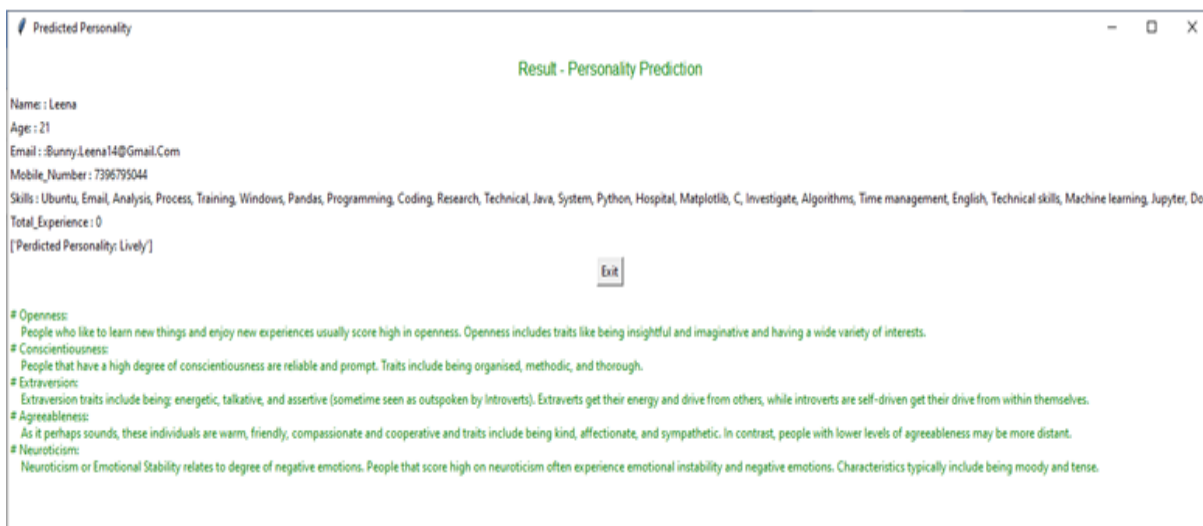 Predicted Personality
Result - Personality Prediction
Name: : Leena
Age: : 21
Email : :Bunny.Leena14@Gmail.Com
Mobile_Number : 7396795044
Skills : Ubuntu, Email, Analysis, Process, Training, Windows, Pandas, Programming, Coding, Research, Technical, Java, System, Python, Hospital, Matplotlib, C, Investigate, Algorithms, Time management, English, Technical skills, Machine learning, Jupyter, Do
Total_Experience : 0
['Perdicted Personality: Lively']
Exit
# Openness:
People who like to learn new things and enjoy new experiences usually score high in openness. Openness includes traits like being insightful and imaginative and having a wide variety of interests.
# Conscientiousness:
People that have a high degree of conscientiousness are reliable and prompt. Traits include being organised, methodic, and thorough.
# Extraversion:
Extraversion traits include being; energetic, talkative, and assertive (sometime seen as outspoken by Introverts). Extraverts get their energy and drive from others, while introverts are self-driven get their drive from within themselves.
# Agreeableness:
As it perhaps sounds, these individuals are warm, friendly, compassionate and cooperative and traits include being kind, affectionate, and sympathetic. In contrast, people with lower levels of agreeableness may be more distant.
# Neuroticism:
Neuroticism or Emotional Stability relates to degree of negative emotions. People that score high on neuroticism often experience emotional instability and negative emotions. Characteristics typically include being moody and tense.